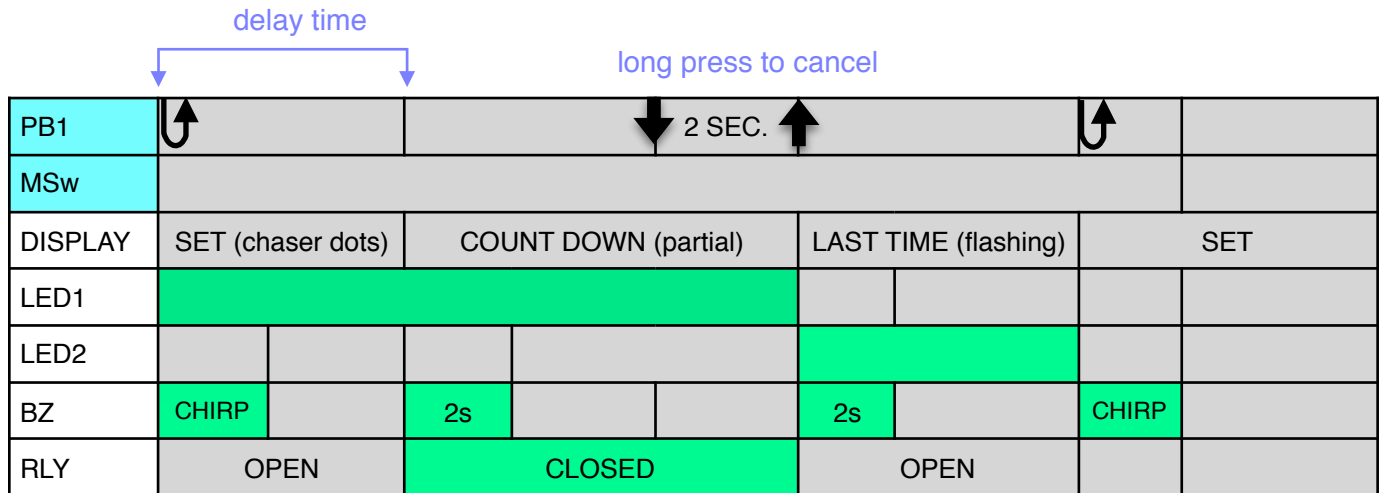 delay time
long press to cancel
PB1 2 SEC.
MSw
DISPLAY SET (chaser dots) COUNT DOWN (partial) LAST TIME (flashing) SET
LED1
LED2
BZ CHIRP 2s 2s CHIRP
RLY OPEN CLOSED OPEN